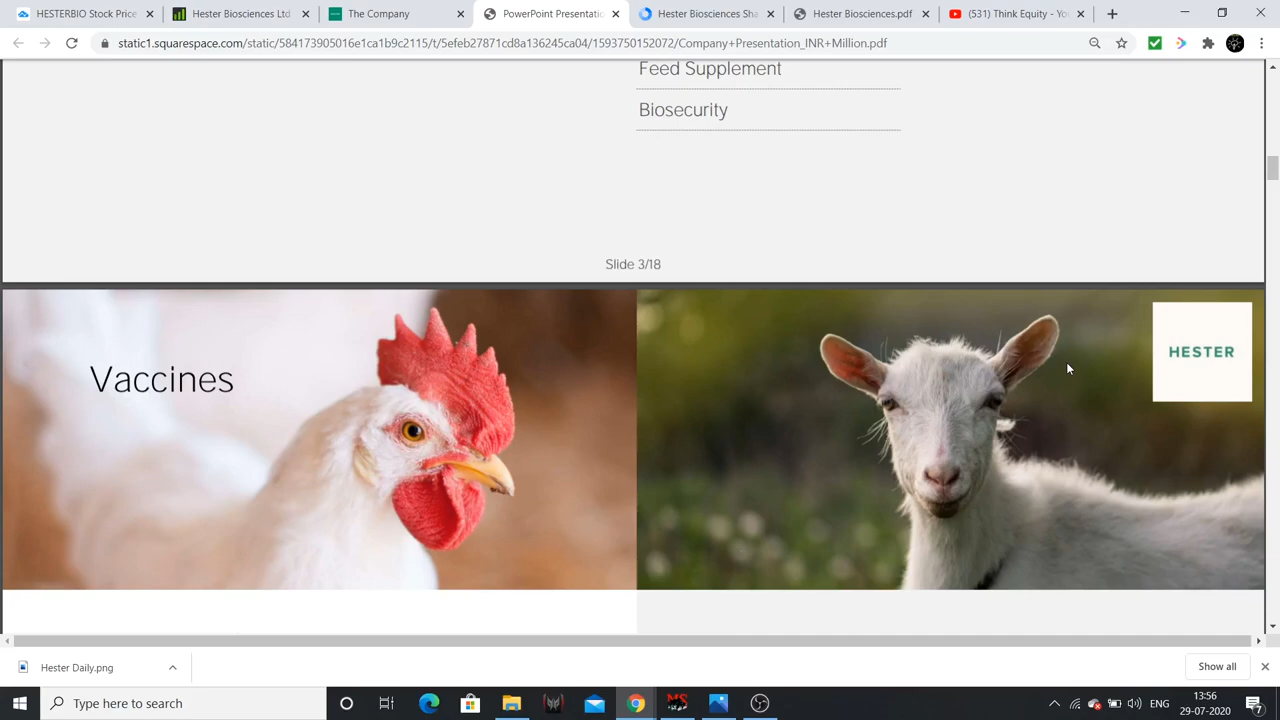 HESTERBIO Stock Price
Hester Biosciences Ltd
The Company
PowerPoint Presentatio
Hester Biosciences Sha
Hester Biosciences.pdf
(531) Think Equity - Yo
static1.squarespace.com/static/584173905016e1ca1b9c2115/t/5efeb27871cd8a136245ca04/1593750152072/Company+Presentation_INR+Million.pdf
Feed Supplement
Biosecurity
Slide 3/18
Vaccines
HESTER
Hester Daily.png
Show all
Type here to search
ENG
13:56
29-07-2020
7